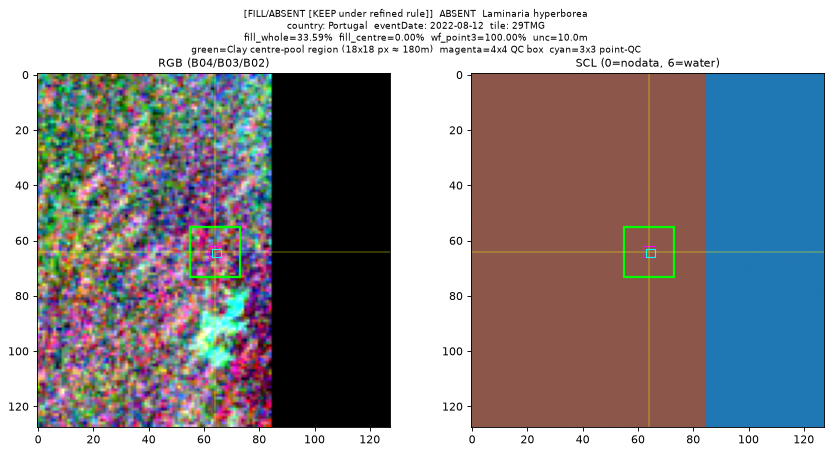 [FILL/ABSENT [KEEP under refined rule]]  ABSENT  Laminaria hyperborea
country: Portugal  eventDate: 2022-08-12  tile: 29TMG
fill_whole=33.59%  fill_centre=0.00%  wf_point3=100.00%  unc=10.0m
green=Clay centre-pool region (18x18 px ≈ 180m)  magenta=4x4 QC box  cyan=3x3 point-QC
RGB (B04/B03/B02)
SCL (0=nodata, 6=water)
0
20
40
60
80
100
120
0 20 40 60 80 100 120
0
20
40
60
80
100
120
0 20 40 60 80 100 120